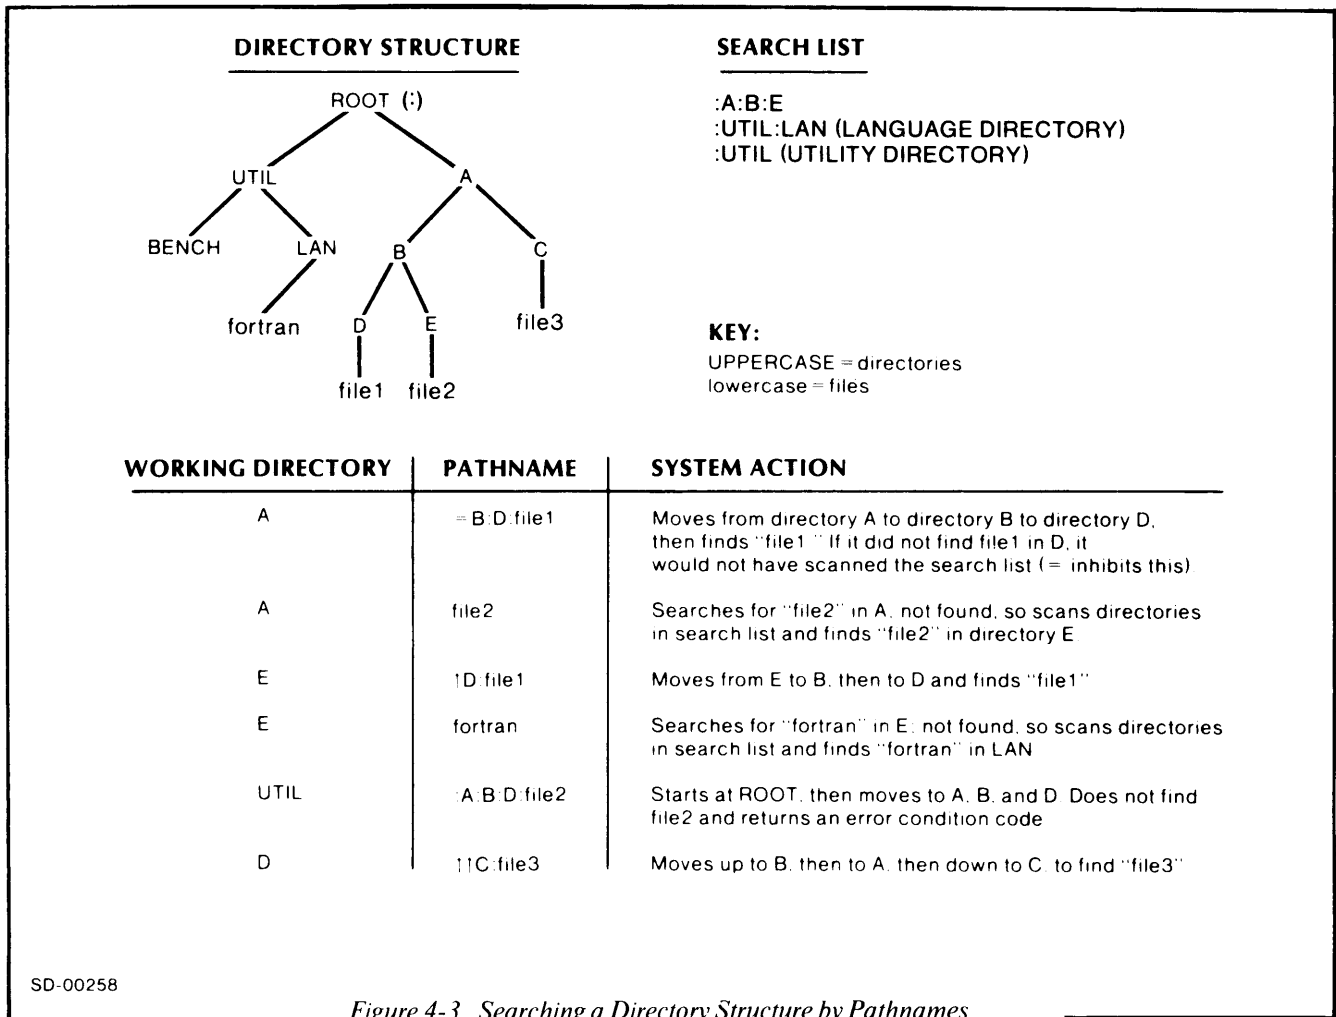 DIRECTORY STRUCTURE
SEARCH LIST
ROOT (:)
:A:B:E
:UTIL:LAN (LANGUAGE DIRECTORY)
:UTIL (UTILITY DIRECTORY)
UTIL A
BENCH LAN B C
fortran D E file3
file1 file2
KEY:
UPPERCASE = directories
lowercase = files
WORKING DIRECTORY PATHNAME SYSTEM ACTION
A =B:D:file1 Moves from directory A to directory B to directory D,
then finds "file1." If it did not find file1 in D, it
would not have scanned the search list (= inhibits this)
A file2 Searches for "file2" in A, not found, so scans directories
in search list and finds "file2" in directory E
E ↑D:file1 Moves from E to B, then to D and finds "file1"
E fortran Searches for "fortran" in E; not found, so scans directories
in search list and finds "fortran" in LAN
UTIL :A:B:D:file2 Starts at ROOT, then moves to A, B, and D. Does not find
file2 and returns an error condition code
D ↑↑C:file3 Moves up to B, then to A, then down to C, to find "file3"
SD-00258
Figure 4-3. Searching a Directory Structure by Pathnames